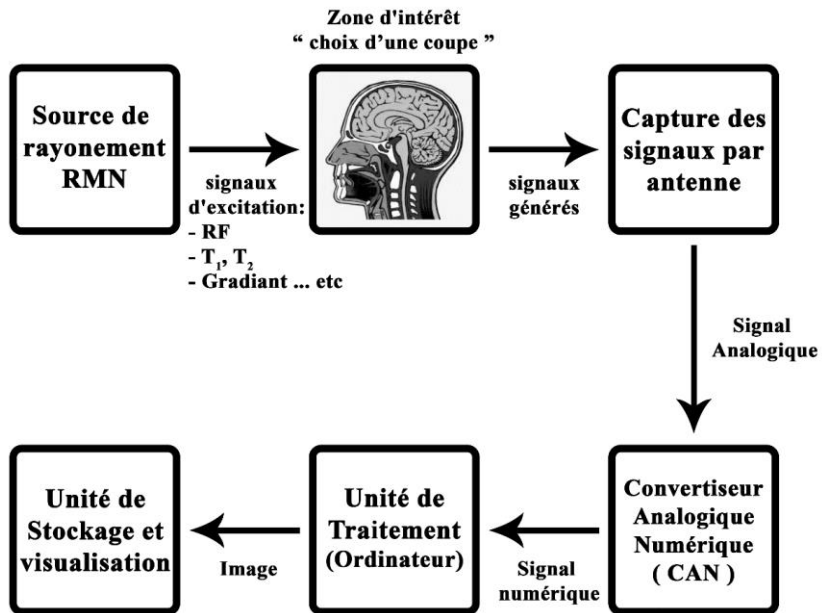 Zone d'intérêt
“ choix d’une coupe ”
Source de
rayonement
RMN
signaux
d'excitation:
- RF
- T₁, T₂
- Gradiant ... etc
signaux
générés
Capture des
signaux par
antenne
Signal
Analogique
Convertiseur
Analogique
Numérique
( CAN )
Signal
numérique
Unité de
Traitement
(Ordinateur)
Image
Unité de
Stockage et
visualisation